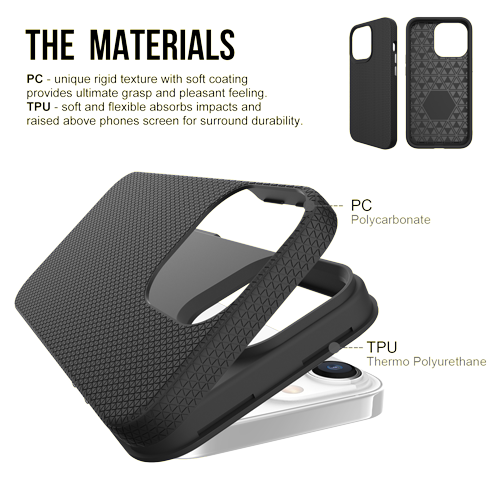 THE MATERIALS
PC - unique rigid texture with soft coating
provides ultimate grasp and pleasant feeling.
TPU - soft and flexible absorbs impacts and
raised above phones screen for surround durability.
PC
Polycarbonate
TPU
Thermo Polyurethane